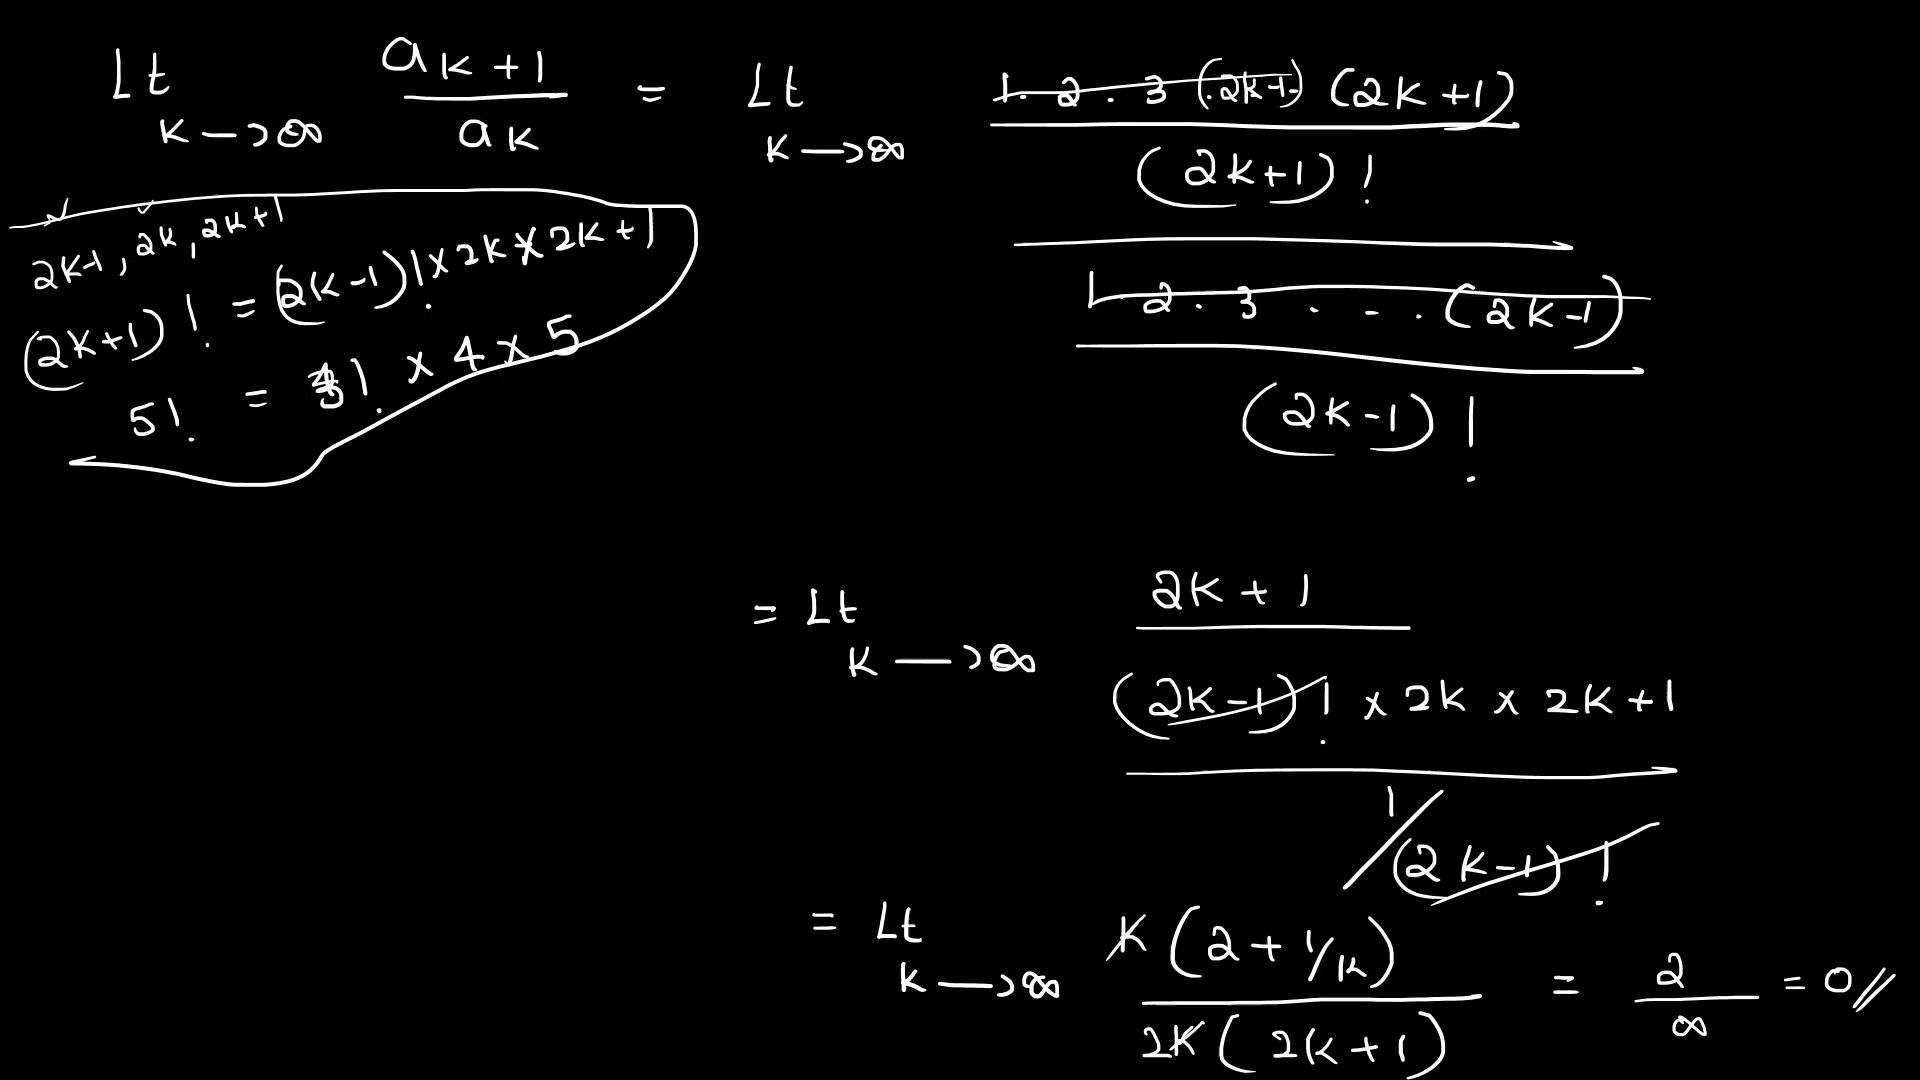 Lt k→∞ a k+1 / a k = Lt k→∞
1. 2 . 3 (.2k-1.) (2k+1)
(2k+1) !
1. 2 . 3 . - . . (2k-1)
(2k-1) !
2k-1, 2k, 2k+1
(2k+1) ! = (2k-1)! x 2k x 2k+1
5! = 3! x 4 x 5
= Lt k→∞
2k + 1
(2k-1) ! x 2k x 2k+1
1 / (2k-1) !
= Lt k→∞ k (2 + 1/k) / 2k (2k+1) = 2 / ∞ = 0 //